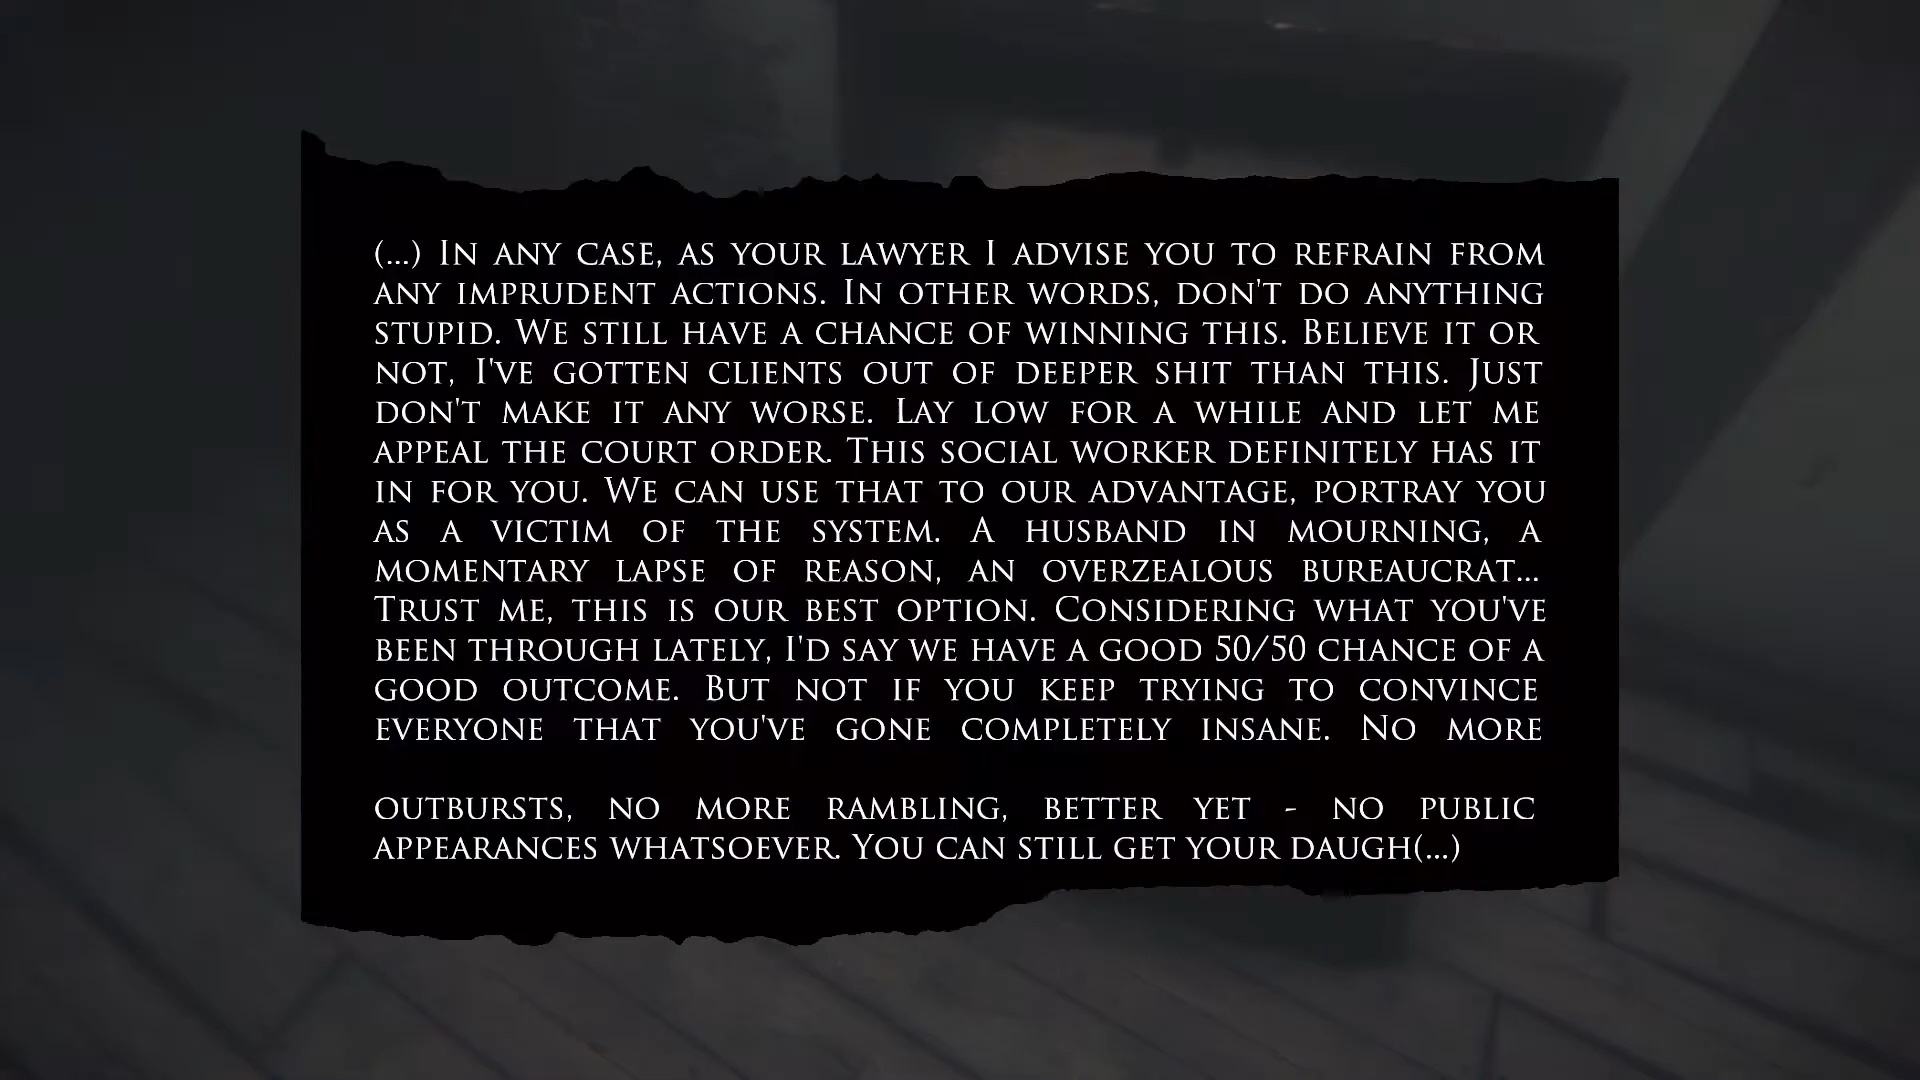 (...) In any case, as your lawyer I advise you to refrain from
any imprudent actions. In other words, don't do anything
stupid. We still have a chance of winning this. Believe it or
not, I've gotten clients out of deeper shit than this. Just
don't make it any worse. Lay low for a while and let me
appeal the court order. This social worker definitely has it
in for you. We can use that to our advantage, portray you
as a victim of the system. A husband in mourning, a
momentary lapse of reason, an overzealous bureaucrat...
Trust me, this is our best option. Considering what you've
been through lately, I'd say we have a good 50/50 chance of a
good outcome. But not if you keep trying to convince
everyone that you've gone completely insane. No more
outbursts, no more rambling, better yet - no public
appearances whatsoever. You can still get your daugh(...)